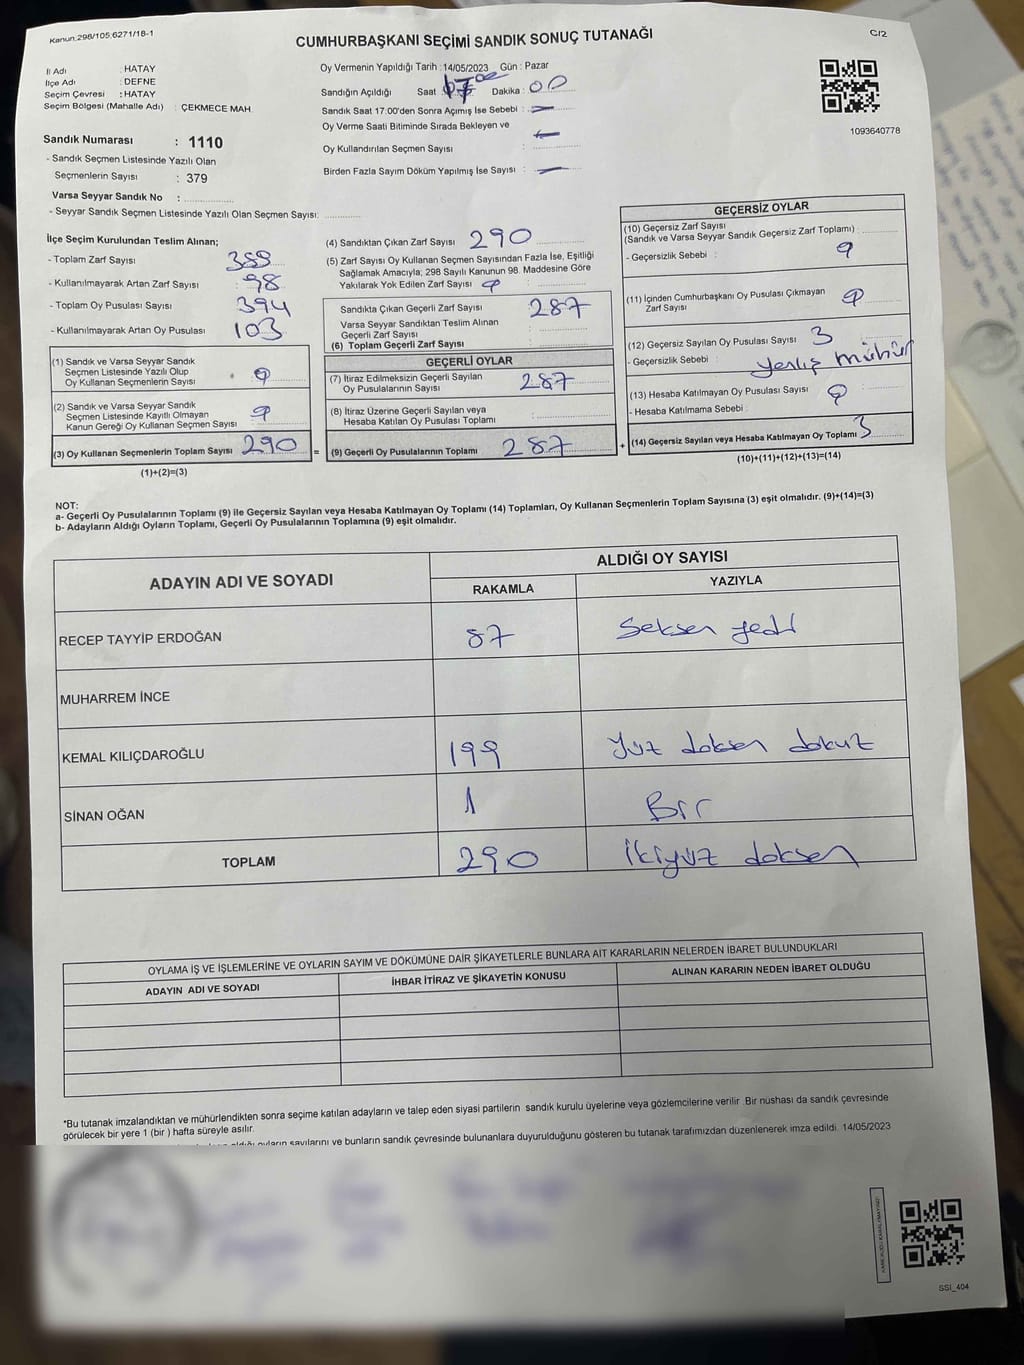 Kanun:298/105;6271/18-1
CUMHURBAŞKANI SEÇİMİ SANDIK SONUÇ TUTANAĞI
C/2
İl Adı : HATAY
İlçe Adı : DEFNE
Seçim Çevresi : HATAY
Seçim Bölgesi (Mahalle Adı) : ÇEKMECE MAH.
Oy Vermenin Yapıldığı Tarih :14/05/2023 Gün : Pazar
Sandığın Açıldığı Saat : 17 00 Dakika : 00
Sandık Saat 17:00'den Sonra Açımış İse Sebebi : —
Oy Verme Saati Bitiminde Sırada Bekleyen ve
Oy Kullandırılan Seçmen Sayısı : —
Birden Fazla Sayım Döküm Yapılmış İse Sayısı : —
1093640778
Sandık Numarası : 1110
- Sandık Seçmen Listesinde Yazılı Olan
Seçmenlerin Sayısı : 379
Varsa Seyyar Sandık No :
- Seyyar Sandık Seçmen Listesinde Yazılı Olan Seçmen Sayısı:
İlçe Seçim Kurulundan Teslim Alınan;
- Toplam Zarf Sayısı
- Kullanılmayarak Artan Zarf Sayısı : 98
- Toplam Oy Pusulası Sayısı : 394
- Kullanılmayarak Artan Oy Pusulası : 103
(1) Sandık ve Varsa Seyyar Sandık
Seçmen Listesinde Yazılı Olup
Oy Kullanan Seçmenlerin Sayısı
(2) Sandık ve Varsa Seyyar Sandık
Seçmen Listesinde Kayıtlı Olmayan
Kanun Gereği Oy Kullanan Seçmen Sayısı
(3) Oy Kullanan Seçmenlerin Toplam Sayısı 290 =
(1)+(2)=(3)
(4) Sandıktan Çıkan Zarf Sayısı 290
(5) Zarf Sayısı Oy Kullanan Seçmen Sayısından Fazla İse, Eşitliği
Sağlamak Amacıyla; 298 Sayılı Kanunun 98. Maddesine Göre
Yakılarak Yok Edilen Zarf Sayısı :
Sandıkta Çıkan Geçerli Zarf Sayısı 287
Varsa Seyyar Sandıktan Teslim Alınan
Geçerli Zarf Sayısı :
(6) Toplam Geçerli Zarf Sayısı :
GEÇERLİ OYLAR
(7) İtiraz Edilmeksizin Geçerli Sayılan
Oy Pusulalarının Sayısı 287
(8) İtiraz Üzerine Geçerli Sayılan veya
Hesaba Katılan Oy Pusulası Toplamı :
(9) Geçerli Oy Pusulalarının Toplamı 287 +
GEÇERSİZ OYLAR
(10) Geçersiz Zarf Sayısı
(Sandık ve Varsa Seyyar Sandık Geçersiz Zarf Toplamı) :
- Geçersizlik Sebebi :
(11) İçinden Cumhurbaşkanı Oy Pusulası Çıkmayan
Zarf Sayısı
(12) Geçersiz Sayılan Oy Pusulası Sayısı : 3
- Geçersizlik Sebebi : yanlış mühür
(13) Hesaba Katılmayan Oy Pusulası Sayısı :
- Hesaba Katılmama Sebebi :
(14) Geçersiz Sayılan veya Hesaba Katılmayan Oy Toplamı : 3
(10)+(11)+(12)+(13)=(14)
NOT:
a- Geçerli Oy Pusulalarının Toplamı (9) ile Geçersiz Sayılan veya Hesaba Katılmayan Oy Toplamı (14) Toplamları, Oy Kullanan Seçmenlerin Toplam Sayısına (3) eşit olmalıdır. (9)+(14)=(3)
b- Adayların Aldığı Oyların Toplamı, Geçerli Oy Pusulalarının Toplamına (9) eşit olmalıdır.
ADAYIN ADI VE SOYADI ALDIĞI OY SAYISI
RAKAMLA YAZIYLA
RECEP TAYYİP ERDOĞAN 87 Seksen yedi
MUHARREM İNCE
KEMAL KILIÇDAROĞLU 199 Yüz doksan dokuz
SİNAN OĞAN 1 Bir
TOPLAM 290 İkiyüz doksan
OYLAMA İŞ VE İŞLEMLERİNE VE OYLARIN SAYIM VE DÖKÜMÜNE DAİR ŞİKAYETLERLE BUNLARA AİT KARARLARIN NELERDEN İBARET BULUNDUKLARI
ADAYIN ADI VE SOYADI İHBAR İTİRAZ VE ŞİKAYETİN KONUSU ALINAN KARARIN NEDEN İBARET OLDUĞU
*Bu tutanak imzalandıktan ve mühürlendikten sonra seçime katılan adayların ve talep eden siyasi partilerin sandık kurulu üyelerine veya gözlemcilerine verilir .Bir nüshası da sandık çevresinde
görülecek bir yere 1 (bir ) hafta süreyle asılır.
oyların sayılarını ve bunların sandık çevresinde bulunanlara duyurulduğunu gösteren bu tutanak tarafımızdan düzenlenerek imza edildi. 14/05/2023
SSI_404